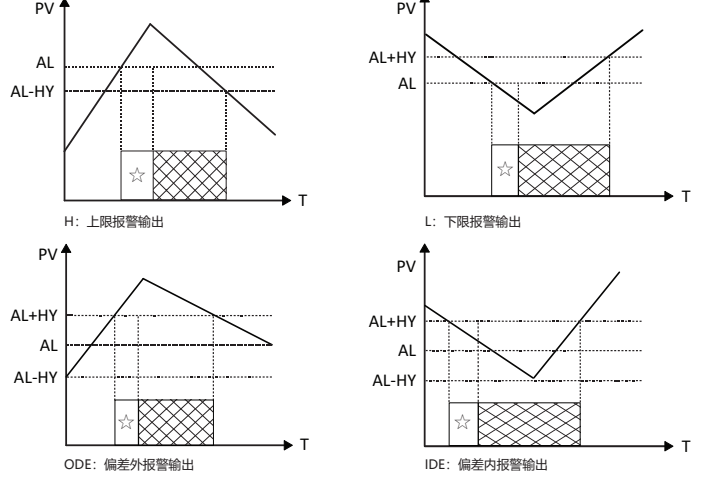 PV
AL
AL-HY
☆
T
H：上限报警输出
PV
AL+HY
AL
☆
T
L：下限报警输出
PV
AL+HY
AL
AL-HY
☆
T
ODE：偏差外报警输出
PV
AL+HY
AL
AL-HY
☆
T
IDE：偏差内报警输出